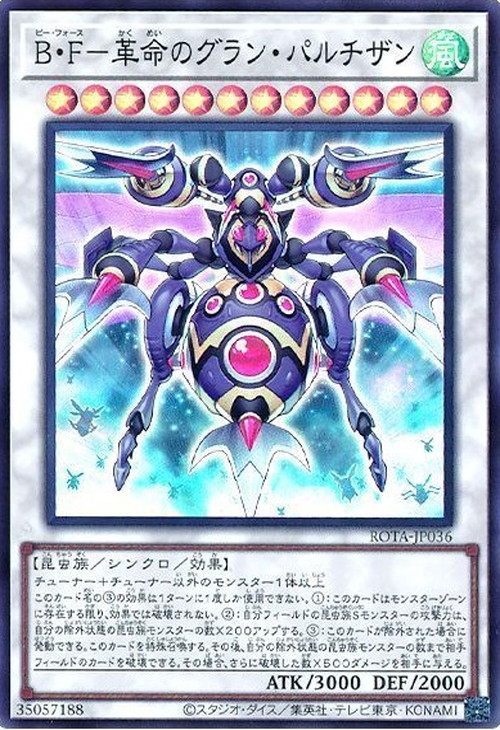 ビー・フォース かくめい
B・F－革命のグラン・パルチザン 風
ROTA-JP036
【昆虫族／シンクロ／効果】
チューナー＋チューナー以外のモンスター1体以上
このカード名の③の効果は1ターンに1度しか使用できない。①：このカードはモンスターゾーン
に存在する限り、効果では破壊されない。②：自分フィールドの昆虫族Sモンスターの攻撃力は、
自分の除外状態の昆虫族モンスターの数×200アップする。③：このカードが除外された場合に
発動できる。このカードを特殊召喚する。その後、自分の除外状態の昆虫族モンスターの数まで相手
フィールドのカードを破壊できる。その場合、さらに破壊した数×500ダメージを相手に与える。
ATK/3000 DEF/2000
35057188 ©スタジオ・ダイス／集英社・テレビ東京・KONAMI